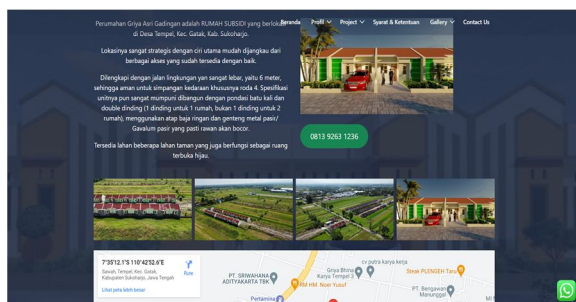 Beranda Profil Project Syarat & Ketentuan Gallery Contact Us
Perumahan Griya Asri Gadingan adalah RUMAH SUBSIDI yang berlokasi
di Desa Tempel, Kec. Gatak, Kab. Sukoharjo.
Lokasinya sangat strategis dengan ciri utama mudah dijangkau dari
berbagai akses yang sudah tersedia dengan baik.
Dilengkapi dengan jalan lingkungan yan sangat lebar, yaitu 6 meter,
sehingga aman untuk simpangan kedaraan khususnya roda 4. Spesifikasi
unitnya pun sangat mumpuni dibangun dengan pondasi batu kali dan
double dinding (1 dinding untuk 1 rumah, bukan 1 dinding untuk 2
rumah), menggunakan atap baja ringan dan genteng metal pasir/
Gavalum pasir yang pasti rawan akan bocor.
Tersedia lahan beberapa lahan taman yang juga berfungsi sebagai ruang
terbuka hijau.
0813 9263 1236
7°35'12.1"S 110°42'52.6"E
Sawah, Tempel, Kec. Gatak,
Kabupaten Sukoharjo, Jawa Tengah
Rute
Lihat peta lebih besar
PT. SRIWAHANA
ADITYAKARTA TBK
Pertamina
RM HM. Noer Yusuf
Griya Bhina
Karya Tempel 3
cv putra karya kerja
Sinak PLENGEH Taru
PT. Bengawan
Manunggal